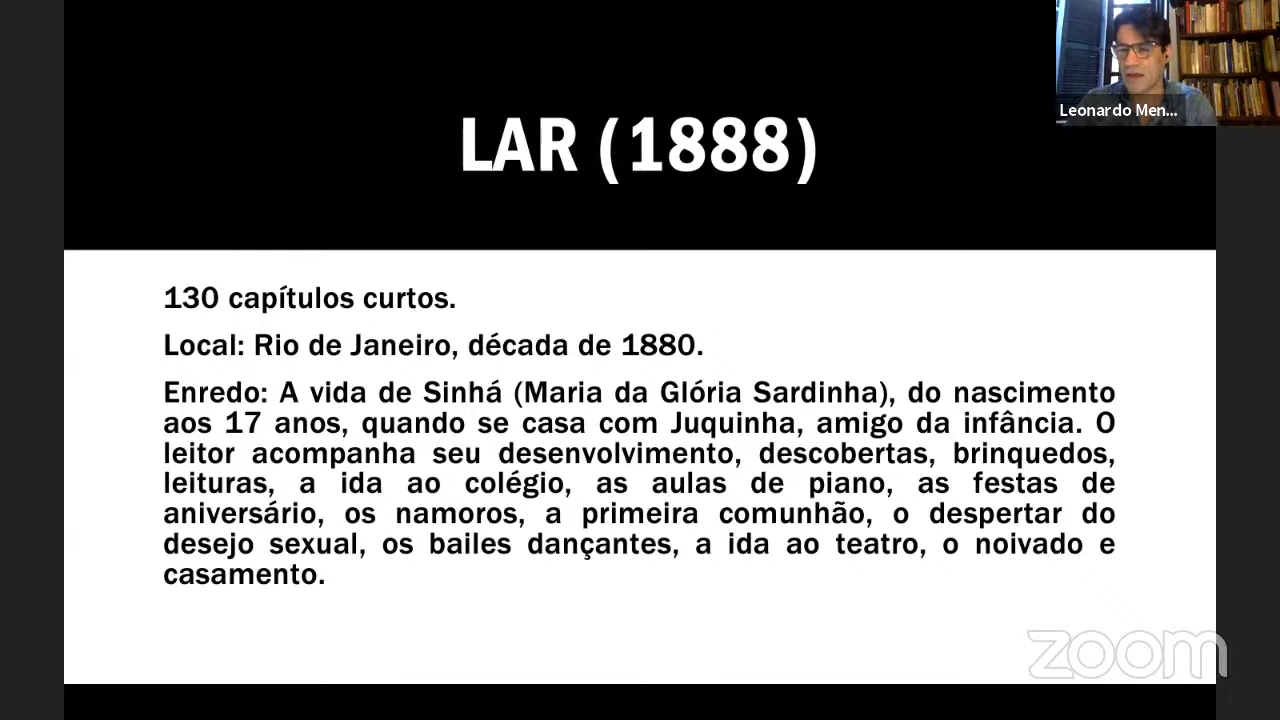 LAR (1888)
Leonardo Men...
130 capítulos curtos.
Local: Rio de Janeiro, década de 1880.
Enredo: A vida de Sinhá (Maria da Glória Sardinha), do nascimento
aos 17 anos, quando se casa com Juquinha, amigo da infância. O
leitor acompanha seu desenvolvimento, descobertas, brinquedos,
leituras, a ida ao colégio, as aulas de piano, as festas de
aniversário, os namoros, a primeira comunhão, o despertar do
desejo sexual, os bailes dançantes, a ida ao teatro, o noivado e
casamento.
zoom